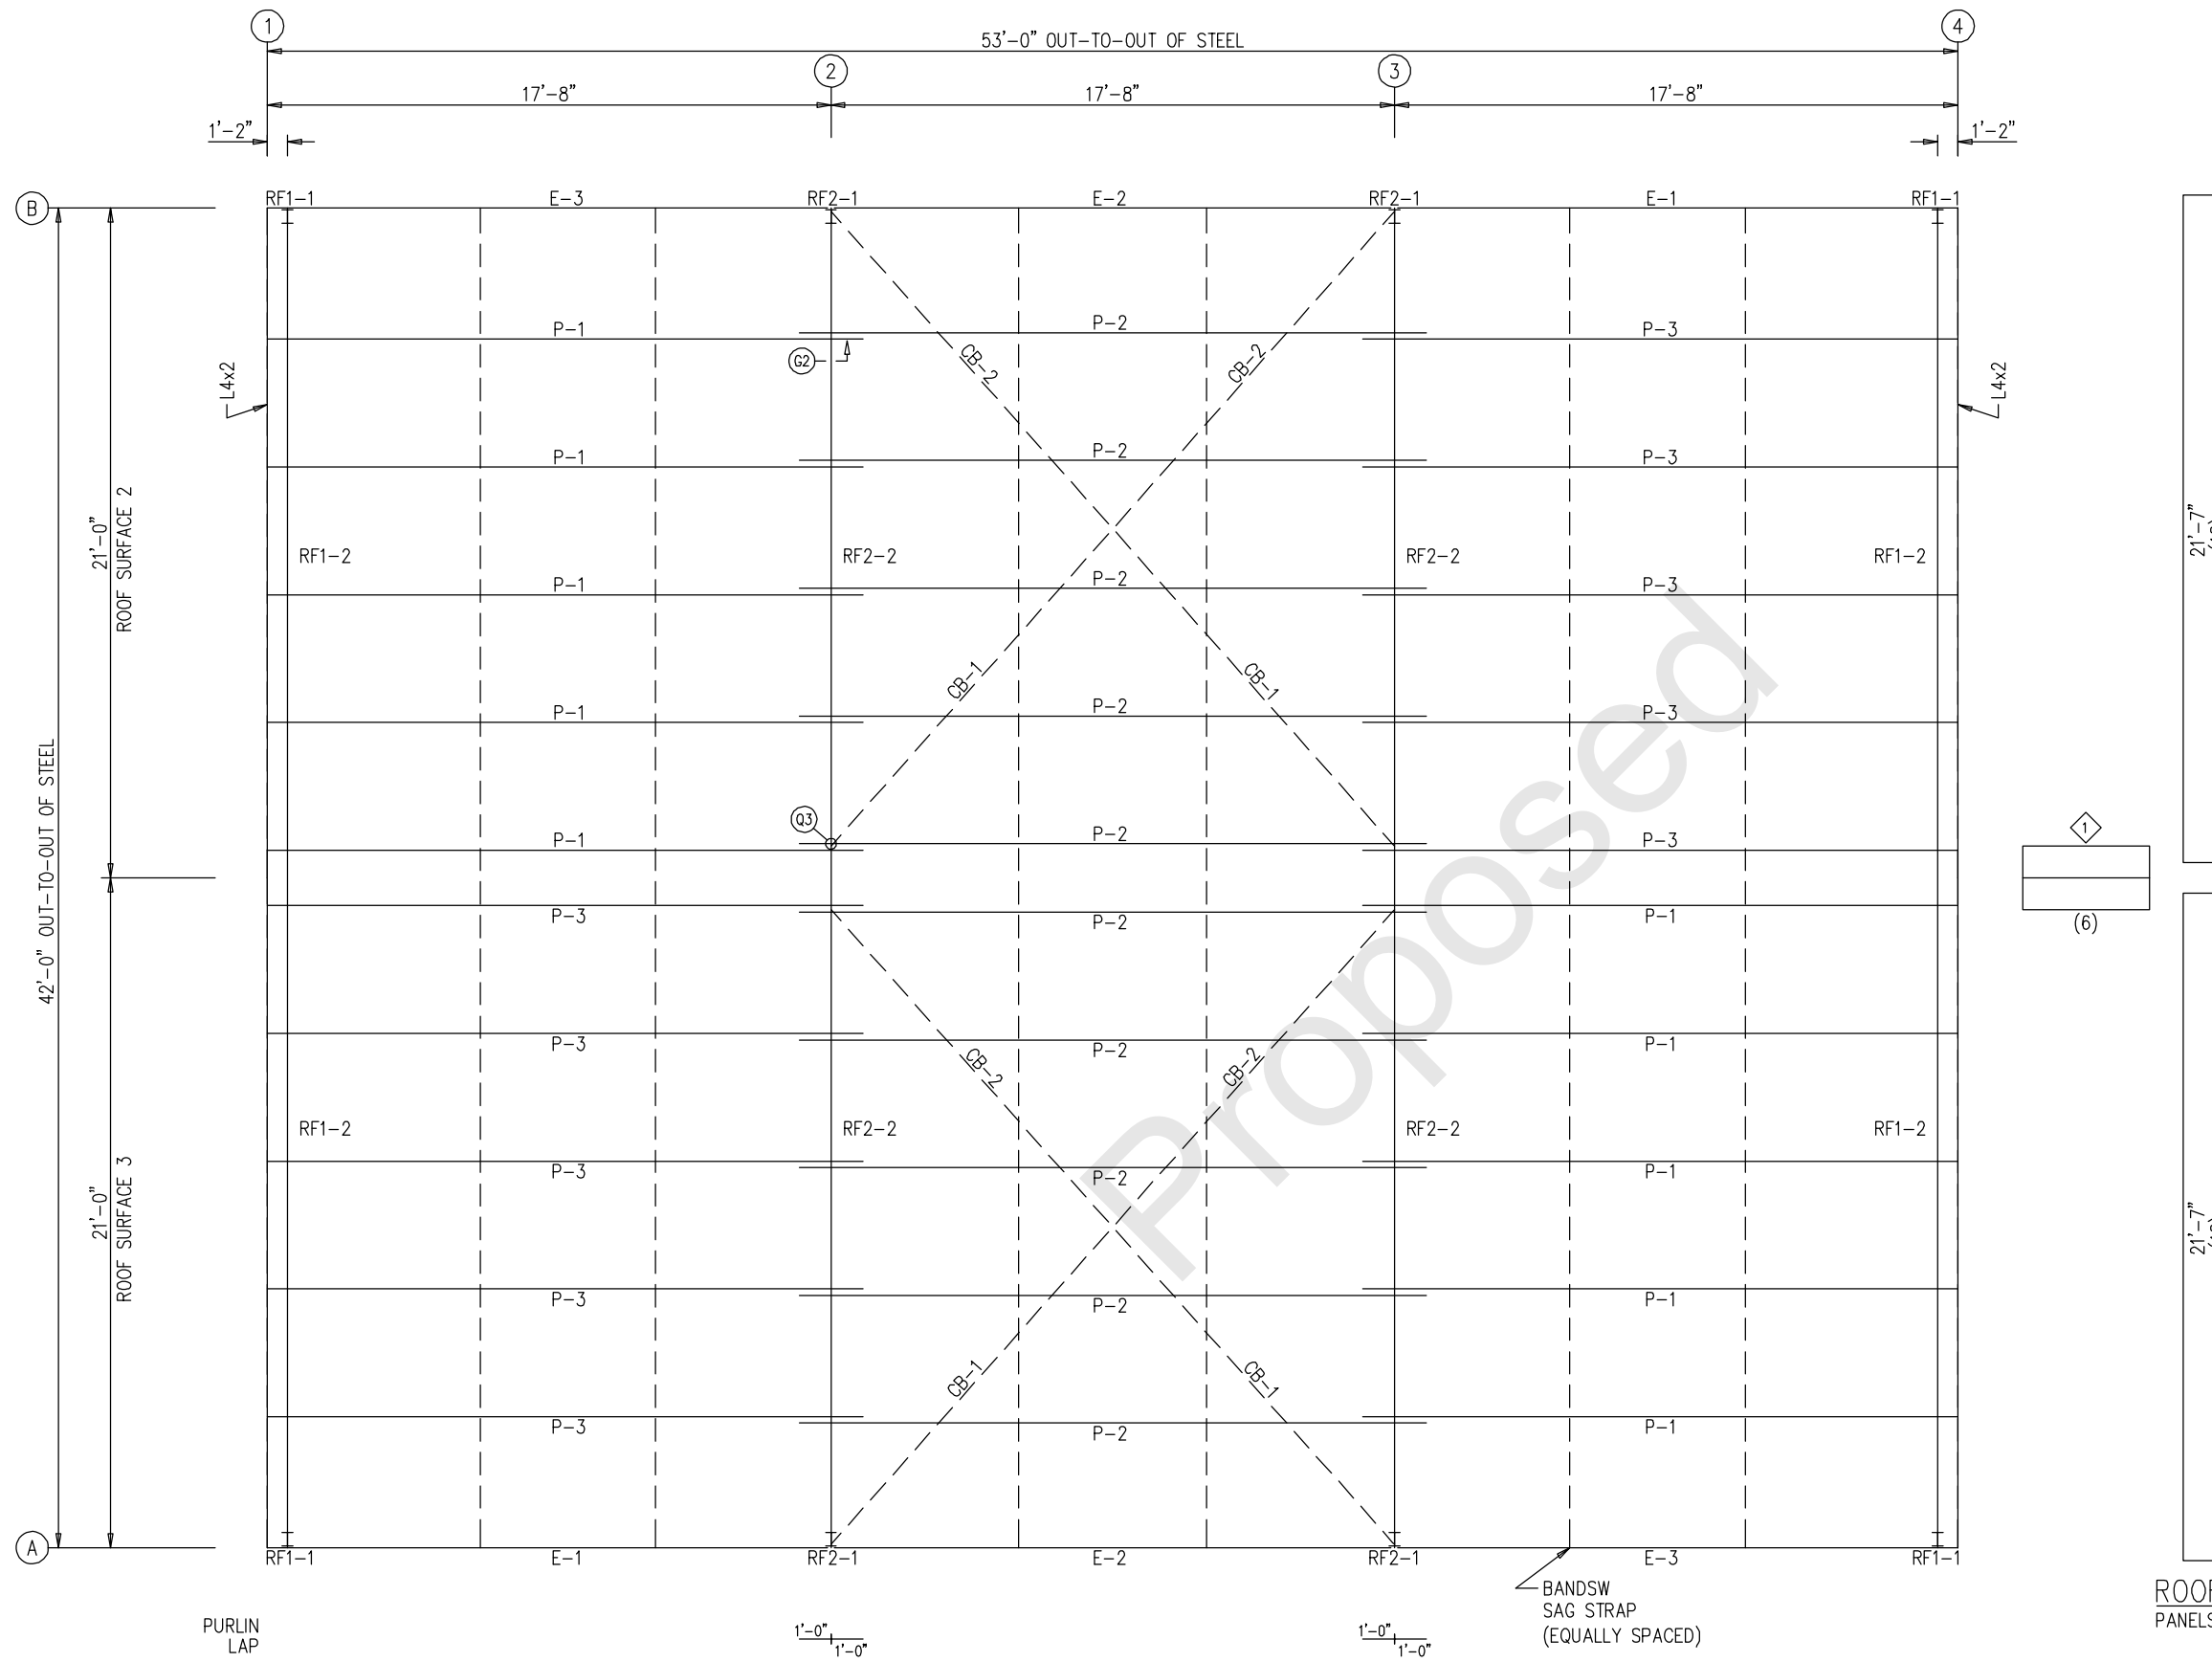 1
4
53'-0" OUT-TO-OUT OF STEEL
2
3
17'-8"
17'-8"
17'-8"
1'-2"
1'-2"
B
RF1-1
E-3
RF2-1
E-2
RF2-1
E-1
RF1-1
P-1
P-2
P-3
G2
CB-2
CB-2
L4x2
L4x2
P-1
P-2
P-3
21'-0"
ROOF SURFACE 2
RF1-2
RF2-2
RF2-2
RF1-2
21'-7"
P-1
P-2
P-3
CB-1
CB-1
P-1
P-2
P-3
42'-0" OUT-TO-OUT OF STEEL
Q3
P-1
P-2
P-3
1
(6)
P-3
P-2
P-1
P-3
P-2
P-1
CB-2
CB-2
Proposed
RF1-2
RF2-2
RF2-2
RF1-2
P-3
P-2
P-1
21'-0"
ROOF SURFACE 3
21'-7"
P-3
P-2
P-1
CB-1
CB-1
P-3
P-2
P-1
A
RF1-1
E-1
RF2-1
E-2
RF2-1
E-3
RF1-1
BANDSW
SAG STRAP
(EQUALLY SPACED)
PURLIN
LAP
1'-0"
1'-0"
1'-0"
1'-0"
PANELS